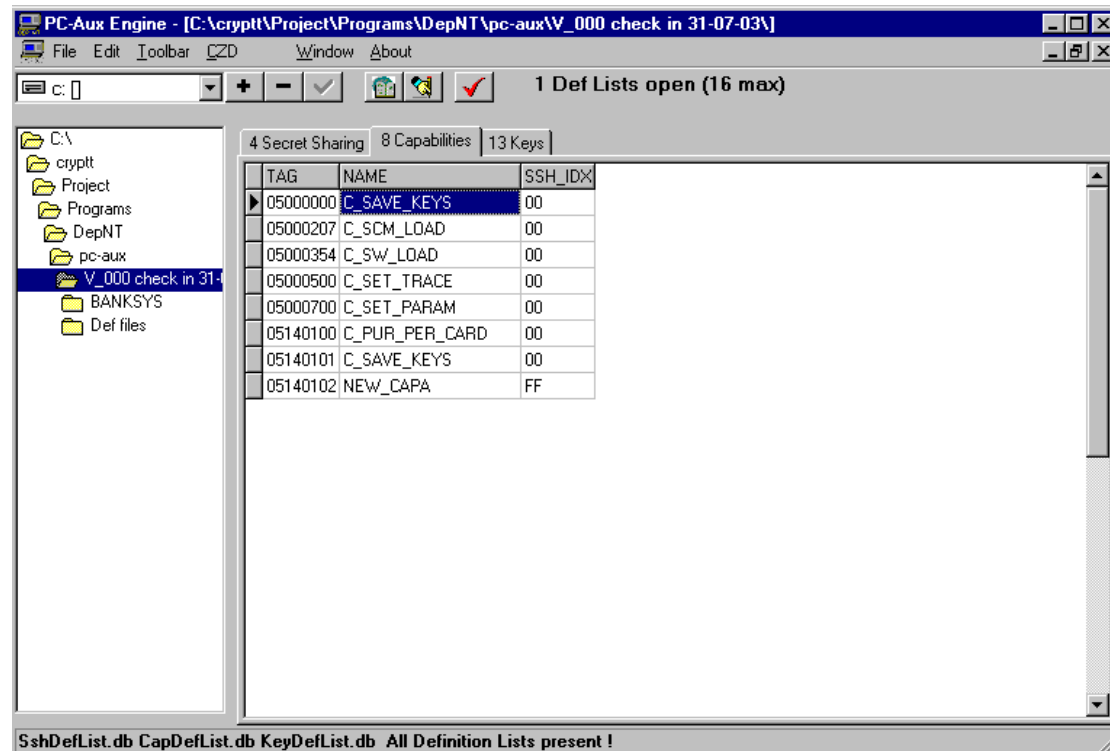 PC-Aux Engine - [C:\cryptt\Project\Programs\DepNT\pc-aux\V_000 check in 31-07-03\]
File Edit Toolbar CZD Window About
c: [] 1 Def Lists open (16 max)
C:\
cryptt
Project
Programs
DepNT
pc-aux
V_000 check in 31-
BANKSYS
Def files
4 Secret Sharing 8 Capabilities 13 Keys
TAG NAME SSH_IDX
05000000 C_SAVE_KEYS 00
05000207 C_SCM_LOAD 00
05000354 C_SW_LOAD 00
05000500 C_SET_TRACE 00
05000700 C_SET_PARAM 00
05140100 C_PUR_PER_CARD 00
05140101 C_SAVE_KEYS 00
05140102 NEW_CAPA FF
SshDefList.db CapDefList.db KeyDefList.db All Definition Lists present !